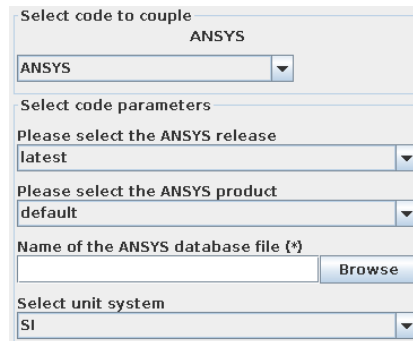 Select code to couple
ANSYS
ANSYS
Select code parameters
Please select the ANSYS release
latest
Please select the ANSYS product
default
Name of the ANSYS database file (*)
Browse
Select unit system
SI